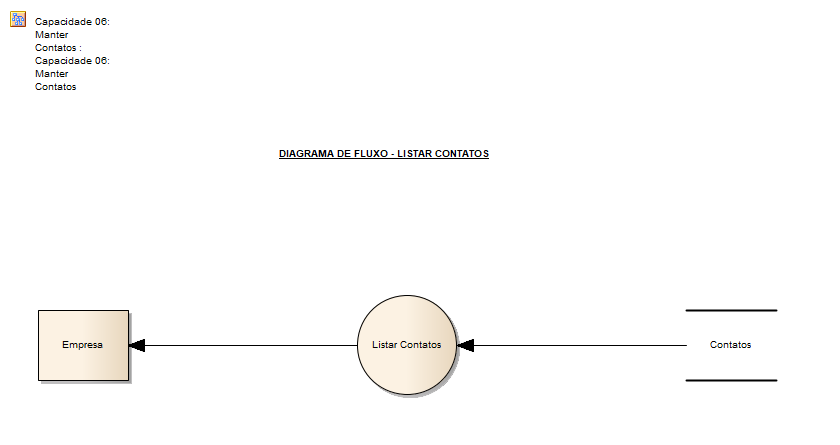 Capacidade 06:
Manter
Contatos :
Capacidade 06:
Manter
Contatos
DIAGRAMA DE FLUXO - LISTAR CONTATOS
Empresa
Listar Contatos
Contatos